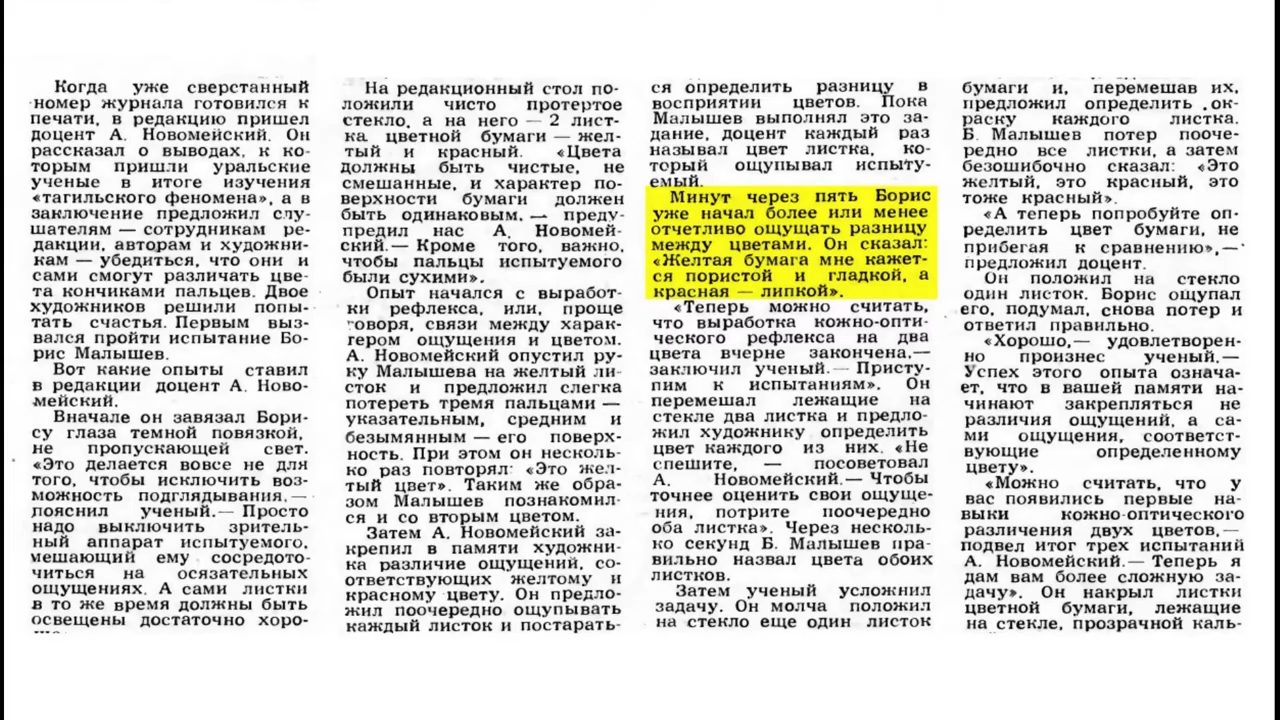 Когда уже сверстанный
номер журнала готовился к
печати, в редакцию пришел
доцент А. Новомейский. Он
рассказал о выводах, к ко-
торым пришли уральские
ученые в итоге изучения
«тагильского феномена», а в
заключение предложил слу-
шателям — сотрудникам ре-
дакции, авторам и художни-
кам — убедиться, что они и
сами смогут различать цве-
та кончиками пальцев. Двое
художников решили попы-
тать счастья. Первым выз-
вался пройти испытание Бо-
рис Малышев.
Вот какие опыты ставил
в редакции доцент А. Ново-
мейский.
Вначале он завязал Бори-
су глаза темной повязкой,
не пропускающей свет.
«Это делается вовсе не для
того, чтобы исключить воз-
можность подглядывания,—
пояснил ученый.— Просто
надо выключить зритель-
ный аппарат испытуемого,
мешающий ему сосредото-
читься на осязательных
ощущениях. А сами листки
в то же время должны быть
освещены достаточно хоро-
На редакционный стол по-
ложили чисто протертое
стекло, а на него — 2 лист-
ка цветной бумаги — жел-
тый и красный. «Цвета
должны быть чистые, не
смешанные, и характер по-
верхности бумаги должен
быть одинаковым, — преду-
предил нас А. Новомей-
ский.— Кроме того, важно,
чтобы пальцы испытуемого
были сухими».
Опыт начался с выработ-
ки рефлекса, или, проще
говоря, связи между харак-
тером ощущения и цветом.
А. Новомейский опустил ру-
ку Малышева на желтый ли-
сток и предложил слегка
потереть тремя пальцами —
указательным, средним и
безымянным — его поверх-
ность. При этом он несколь-
ко раз повторял: «Это жел-
тый цвет». Таким же обра-
зом Малышев познакомил-
ся и со вторым цветом.
Затем А. Новомейский за-
крепил в памяти художни-
ка различие ощущений, со-
ответствующих желтому и
красному цвету. Он предло-
жил поочередно ощупывать
каждый листок и постарать-
ся определить разницу в
восприятии цветов. Пока
Малышев выполнял это за-
дание, доцент каждый раз
называл цвет листка, ко-
торый ощупывал испыту-
емый.
Минут через пять Борис
уже начал более или менее
отчетливо ощущать разницу
между цветами. Он сказал:
«Желтая бумага мне кажет-
ся пористой и гладкой, а
красная — липкой».
«Теперь можно считать,
что выработка кожно-опти-
ческого рефлекса на два
цвета вчерне закончена,—
заключил ученый.— Присту-
пим к испытаниям». Он
перемешал лежащие на
стекле два листка и предло-
жил художнику определить
цвет каждого из них. «Не
спешите, — посоветовал
А. Новомейский.— Чтобы
точнее оценить свои ощуще-
ния, потрите поочередно
оба листка». Через несколь-
ко секунд Б. Малышев пра-
вильно назвал цвета обоих
листков.
Затем ученый усложнил
задачу. Он молча положил
на стекло еще один листок
бумаги и, перемешав их,
предложил определить ок-
раску каждого листка.
Б. Малышев потер пооче-
редно все листки, а затем
безошибочно сказал: «Это
желтый, это красный, это
тоже красный».
«А теперь попробуйте оп-
ределить цвет бумаги, не
прибегая к сравнению»,—
предложил доцент.
Он положил на стекло
один листок. Борис ощупал
его, подумал, снова потер и
ответил правильно.
«Хорошо,— удовлетворен-
но произнес ученый.—
Успех этого опыта означа-
ет, что в вашей памяти на-
чинают закрепляться не
различия ощущений, а са-
ми ощущения, соответст-
вующие определенному
цвету».
«Можно считать, что у
вас появились первые на-
выки кожно-оптического
различения двух цветов,—
подвел итог трех испытаний
А. Новомейский.— Теперь я
дам вам более сложную за-
дачу». Он накрыл листки
цветной бумаги, лежащие
на стекле, прозрачной каль-